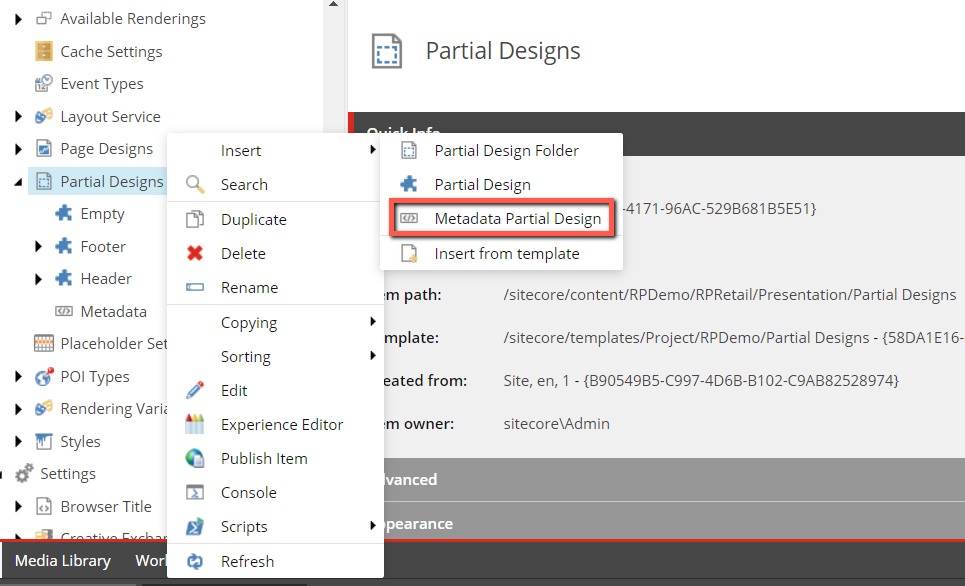 Available Renderings
Cache Settings
Event Types
Layout Service
Page Designs
Partial Designs
Empty
Footer
Header
Metadata
Placeholder Set
POI Types
Rendering Varia
Styles
Settings
Browser Title
Creative Exchan
Media Library
Insert
Search
Duplicate
Delete
Rename
Copying
Sorting
Edit
Experience Editor
Publish Item
Console
Scripts
Refresh
Partial Design Folder
Partial Design
Metadata Partial Design
Insert from template
Partial Designs
Quick Info
-4171-96AC-529B681B5E51}
em path: /sitecore/content/RPDemo/RPRetail/Presentation/Partial Designs
mplate: /sitecore/templates/Project/RPDemo/Partial Designs - {58DA1E16-
eated from: Site, en, 1 - {B90549B5-C997-4D6B-B102-C9AB82528974}
em owner: sitecore\Admin
vanced
ppearance